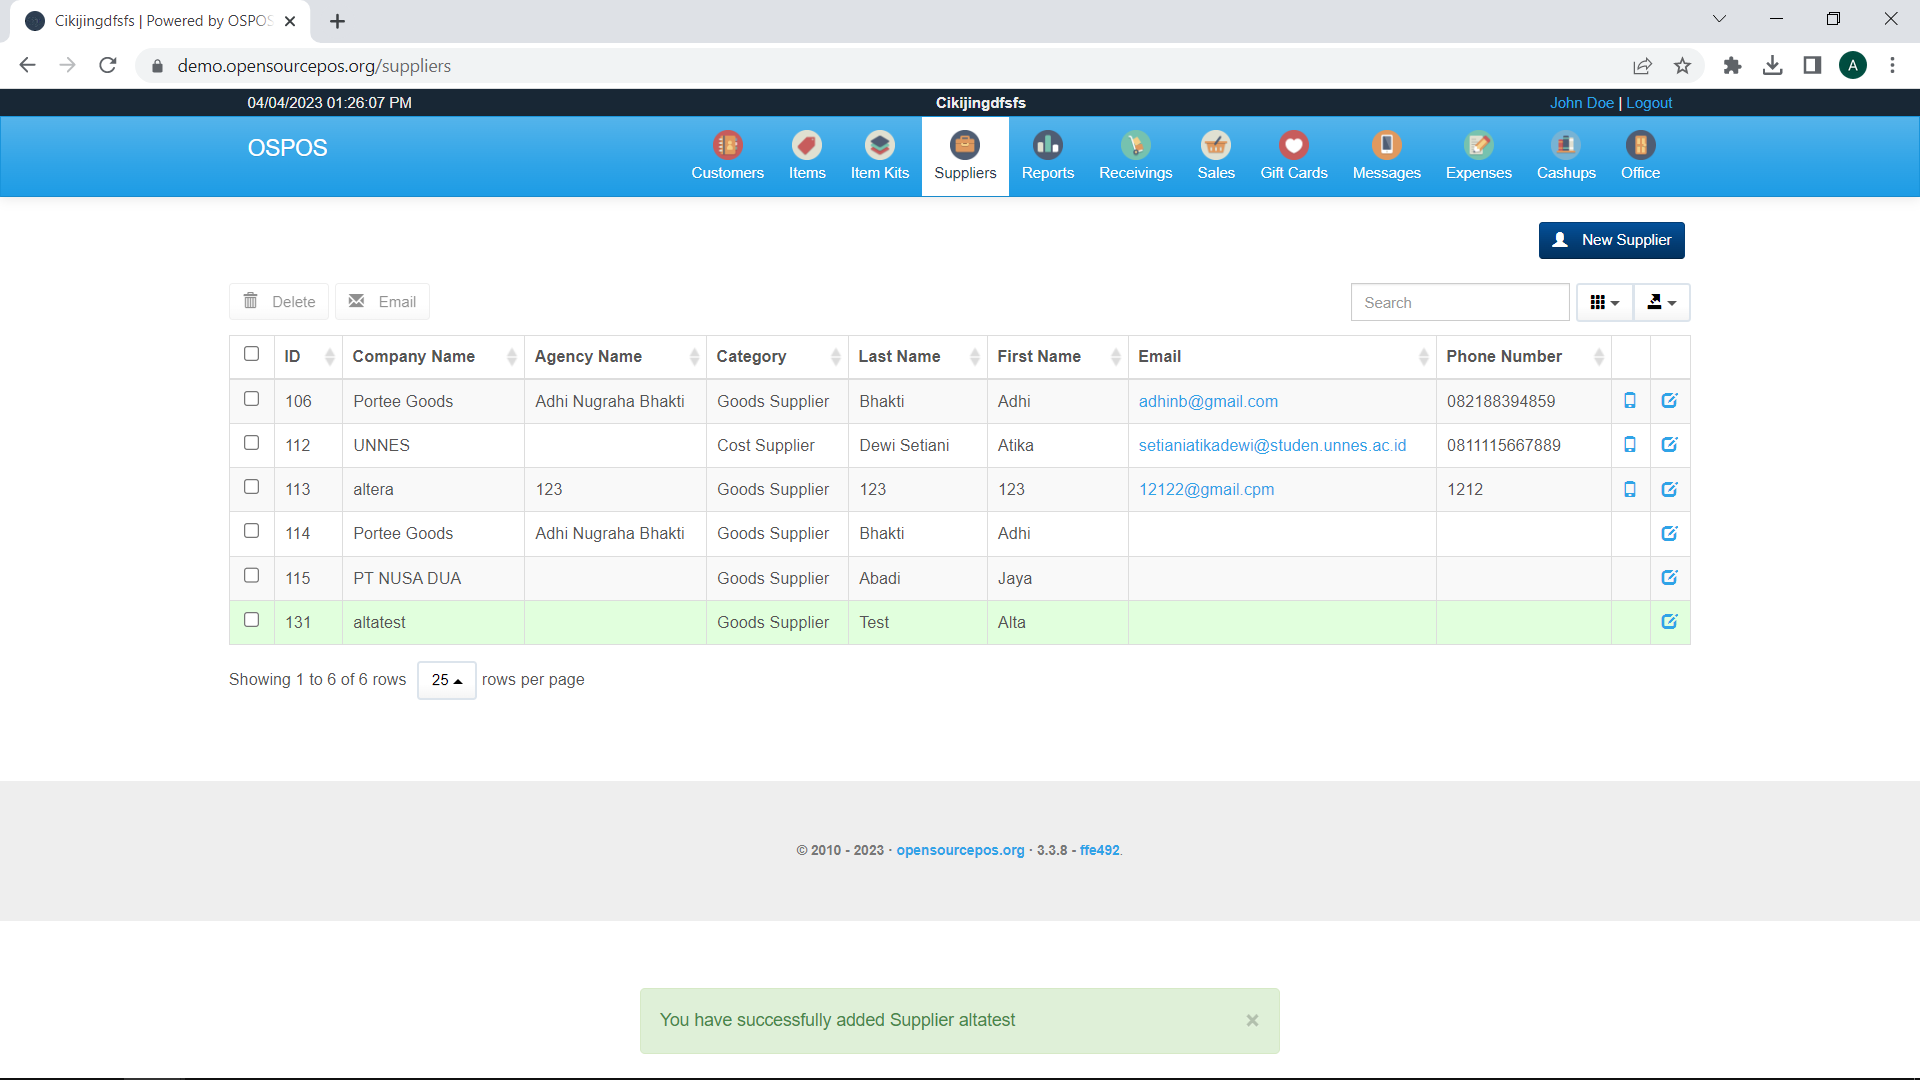 Cikijingdfsfs | Powered by OSPOS
demo.opensourcepos.org/suppliers
A
04/04/2023 01:26:07 PM
Cikijingdfsfs
John Doe | Logout
OSPOS
Customers
Items
Item Kits
Suppliers
Reports
Receivings
Sales
Gift Cards
Messages
Expenses
Cashups
Office
New Supplier
Delete
Email
Search
ID Company Name Agency Name Category Last Name First Name Email Phone Number
106 Portee Goods Adhi Nugraha Bhakti Goods Supplier Bhakti Adhi adhinb@gmail.com 082188394859
112 UNNES Cost Supplier Dewi Setiani Atika setianiatikadewi@studen.unnes.ac.id 0811115667889
113 altera 123 Goods Supplier 123 123 12122@gmail.cpm 1212
114 Portee Goods Adhi Nugraha Bhakti Goods Supplier Bhakti Adhi
115 PT NUSA DUA Goods Supplier Abadi Jaya
131 altatest Goods Supplier Test Alta
Showing 1 to 6 of 6 rows 25 rows per page
© 2010 - 2023 · opensourcepos.org · 3.3.8 - ffe492.
You have successfully added Supplier altatest ×